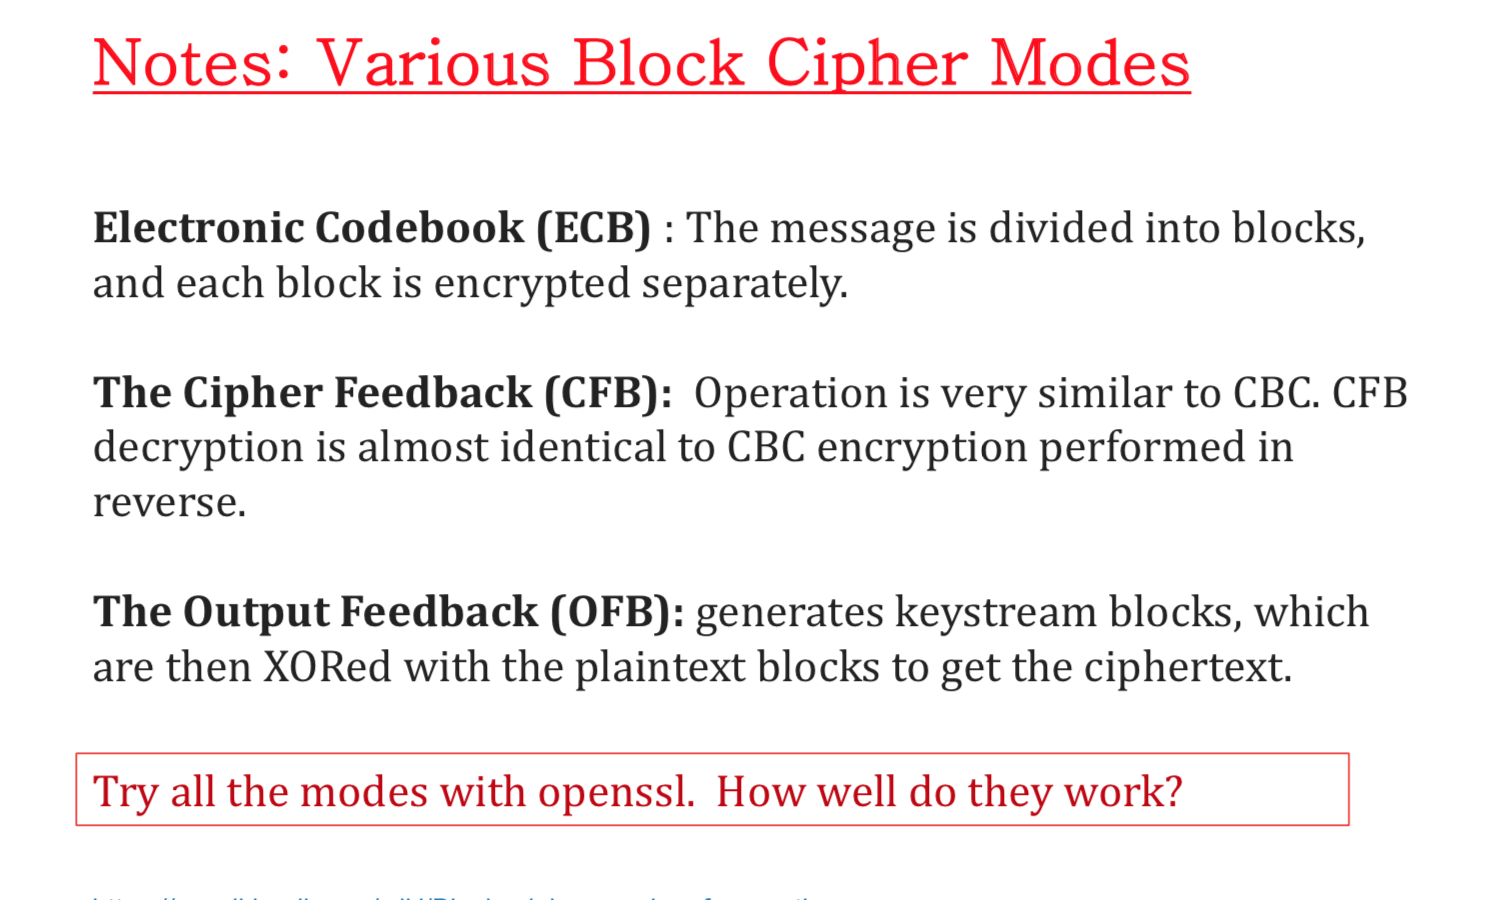 Notes: Various Block Cipher Modes
Electronic Codebook (ECB) : The message is divided into blocks,
and each block is encrypted separately.
The Cipher Feedback (CFB):  Operation is very similar to CBC. CFB
decryption is almost identical to CBC encryption performed in
reverse.
The Output Feedback (OFB): generates keystream blocks, which
are then XORed with the plaintext blocks to get the ciphertext.
Try all the modes with openssl.  How well do they work?